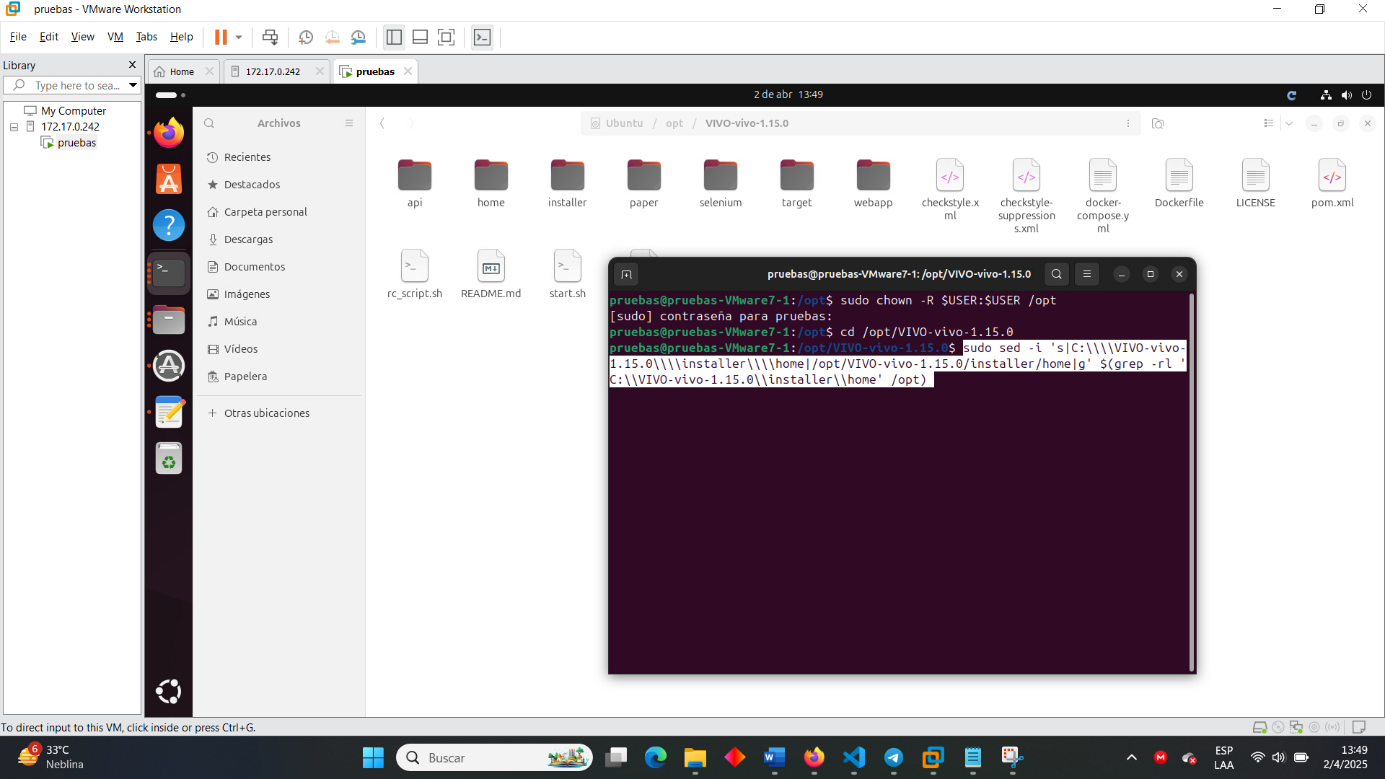 pruebas - VMware Workstation
File Edit View VM Tabs Help
Library
Type here to sea...
My Computer
172.17.0.242
pruebas
Home
172.17.0.242
pruebas
2 de abr 13:49
Archivos
Recientes
Destacados
Carpeta personal
Descargas
Documentos
Imágenes
Música
Vídeos
Papelera
Otras ubicaciones
Ubuntu / opt / VIVO-vivo-1.15.0
api
home
installer
paper
selenium
target
webapp
checkstyle.x
ml
checkstyle-
suppression
s.xml
docker-
compose.y
ml
Dockerfile
LICENSE
pom.xml
rc_script.sh
README.md
start.sh
pruebas@pruebas-VMware7-1: /opt/VIVO-vivo-1.15.0
pruebas@pruebas-VMware7-1:/opt$ sudo chown -R $USER:$USER /opt
[sudo] contraseña para pruebas:
pruebas@pruebas-VMware7-1:/opt$ cd /opt/VIVO-vivo-1.15.0
pruebas@pruebas-VMware7-1:/opt/VIVO-vivo-1.15.0$ sudo sed -i 's|C:\\\\VIVO-vivo-
1.15.0\\\\installer\\\\home|/opt/VIVO-vivo-1.15.0/installer/home|g' $(grep -rl '
C:\\VIVO-vivo-1.15.0\\installer\\home' /opt)
To direct input to this VM, click inside or press Ctrl+G.
6
33°C
Neblina
Buscar
ESP
LAA
13:49
2/4/2025